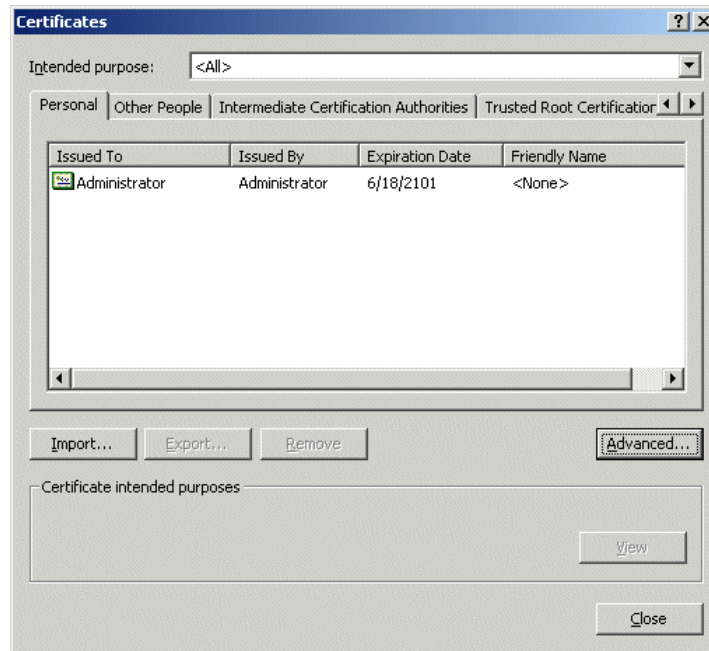 Certificates
Intended purpose: <All>
Personal Other People Intermediate Certification Authorities Trusted Root Certification
Issued To Issued By Expiration Date Friendly Name
Administrator Administrator 6/18/2101 <None>
Import... Export... Remove Advanced...
Certificate intended purposes
View
Close